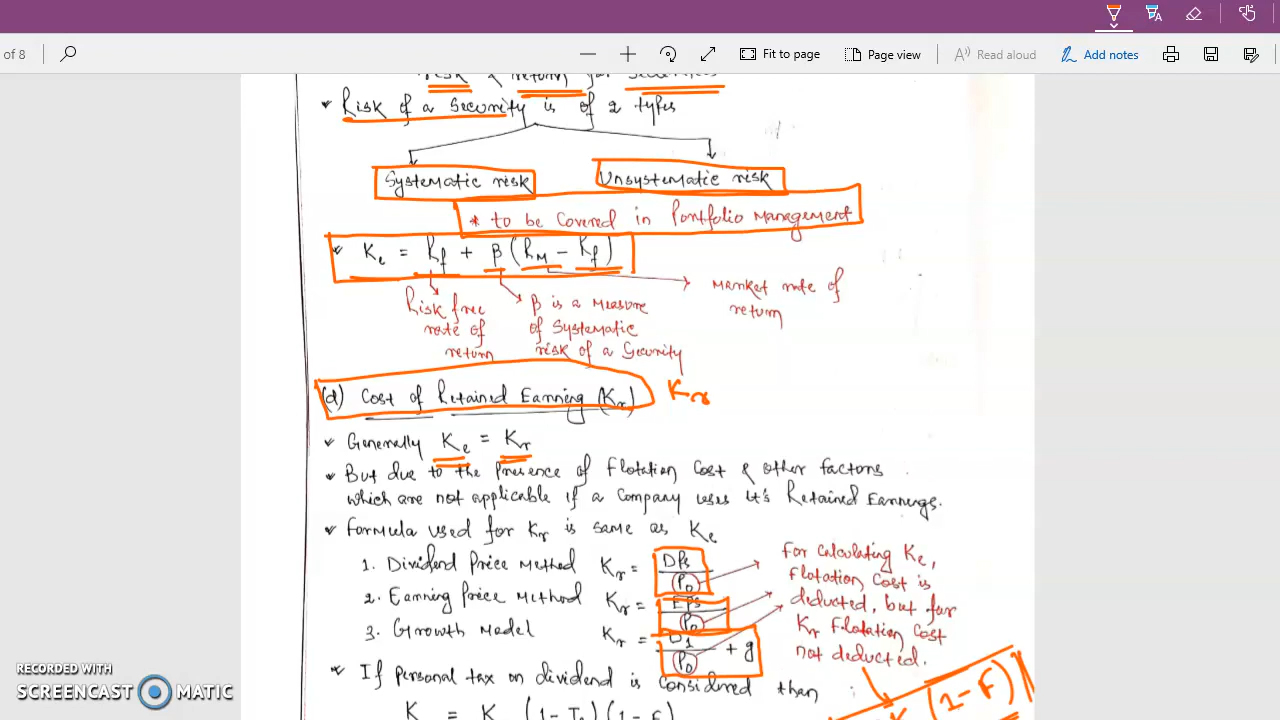 of 8
Fit to page
Page view
Read aloud
Add notes
risk & return for securities
Risk of a Security is of 2 types
Systematic risk
Unsystematic risk
* to be Covered in Portfolio Management
Ke = Rf + β (RM - Rf)
Risk free
rate of
return
β is a Measure
of Systematic
risk of a Security
Market rate of
return
(d) Cost of Retained Earning (Kr)
Kr
Generally Ke = Kr
But due to the presence of Flotation Cost & other factors
which are not applicable if a Company uses it's Retained Earnings.
Formula used for Kr is same as Ke
1. Dividend Price Method Kr = DPS / P0
2. Earning Price Method Kr = EPS / P0
3. Growth Model Kr = D1 / P0 + g
For calculating Ke,
Flotation Cost is
deducted, but for
Kr Flotation Cost
not deducted.
If personal tax on dividend is Considered than
(1-F)
RECORDED WITH
SCREENCAST MATIC